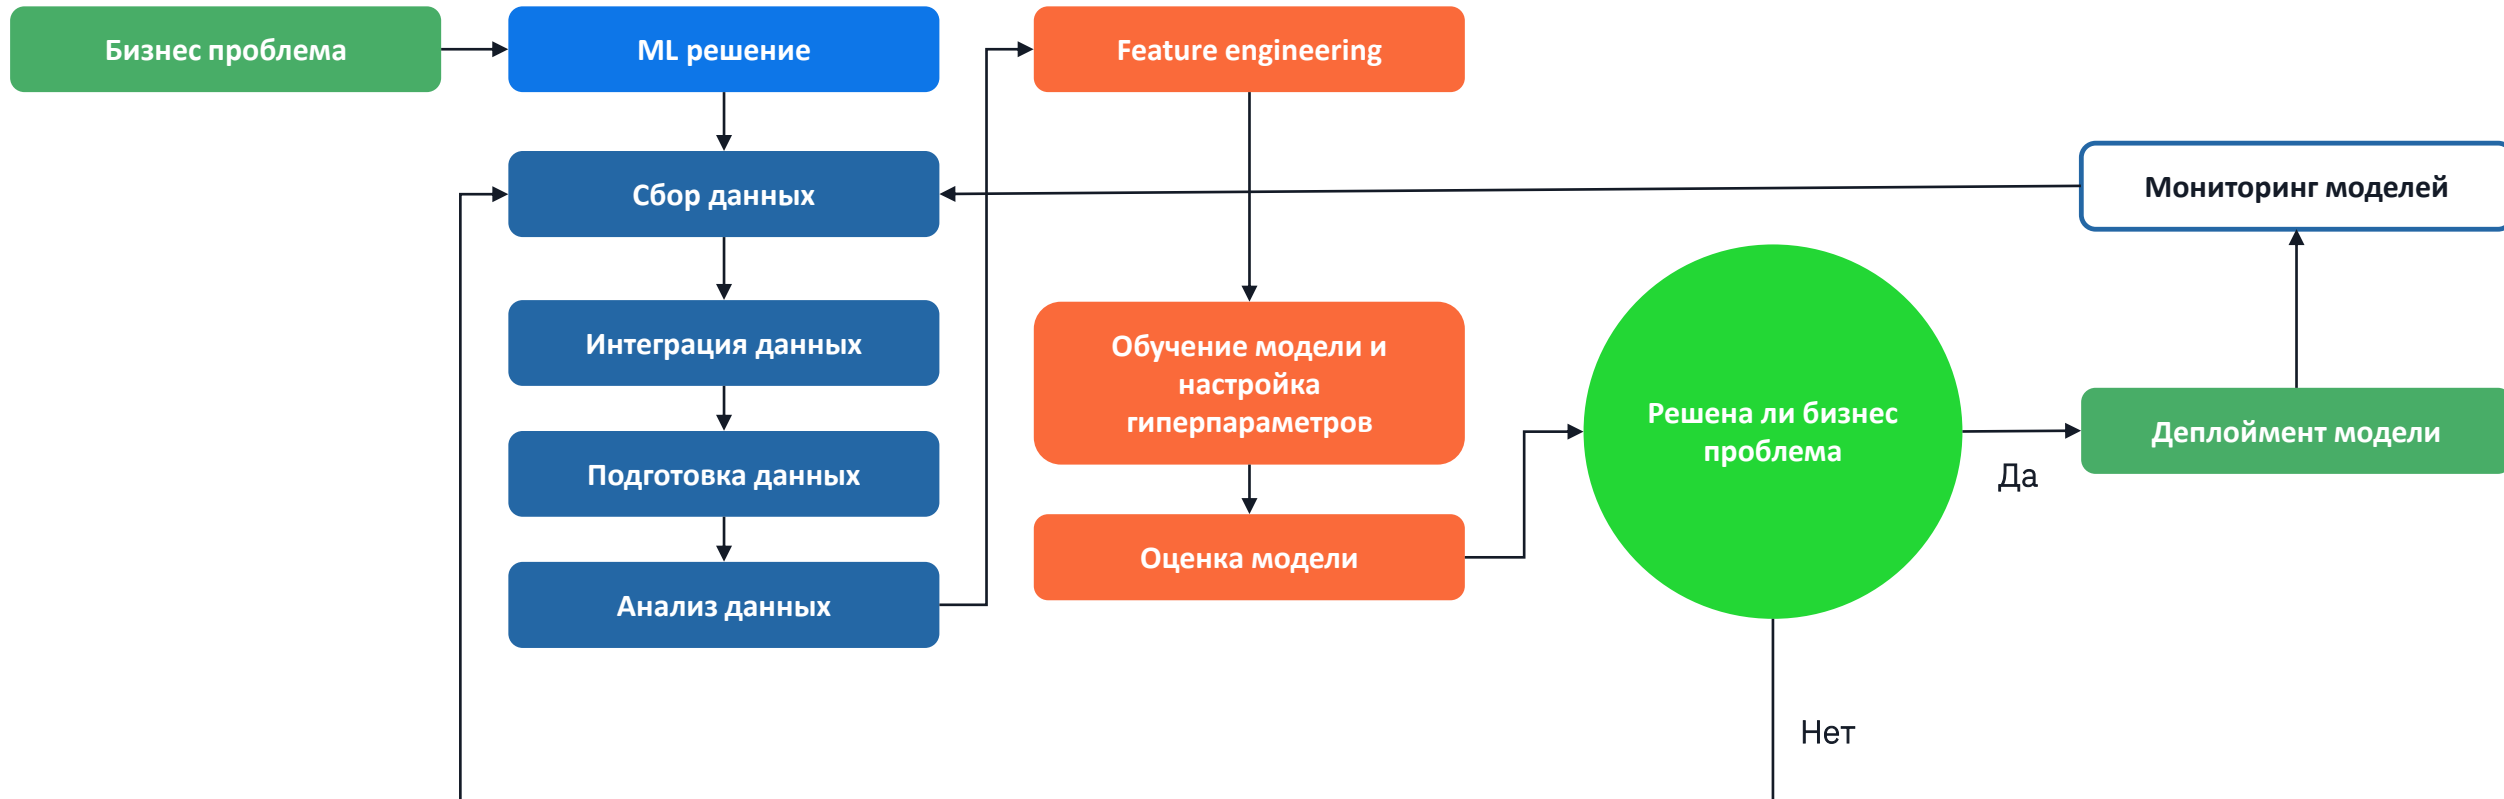 Бизнес проблема
ML решение
Feature engineering
Сбор данных
Мониторинг моделей
Интеграция данных
Обучение модели и
настройка
гиперпараметров
Решена ли бизнес
проблема
Деплоймент модели
Да
Подготовка данных
Оценка модели
Анализ данных
Нет